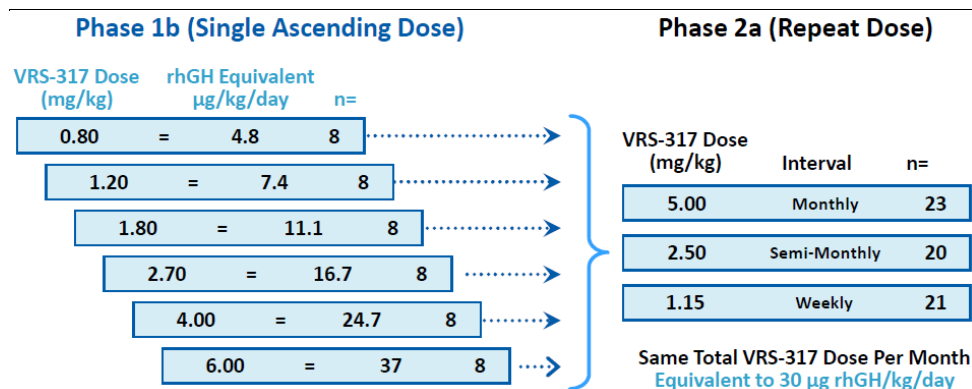 Phase 1b (Single Ascending Dose)
VRS-317 Dose (mg/kg) rhGH Equivalent µg/kg/day n=
0.80 = 4.8 8
1.20 = 7.4 8
1.80 = 11.1 8
2.70 = 16.7 8
4.00 = 24.7 8
6.00 = 37 8
Phase 2a (Repeat Dose)
VRS-317 Dose (mg/kg) Interval n=
5.00 Monthly 23
2.50 Semi-Monthly 20
1.15 Weekly 21
Same Total VRS-317 Dose Per Month
Equivalent to 30 µg rhGH/kg/day